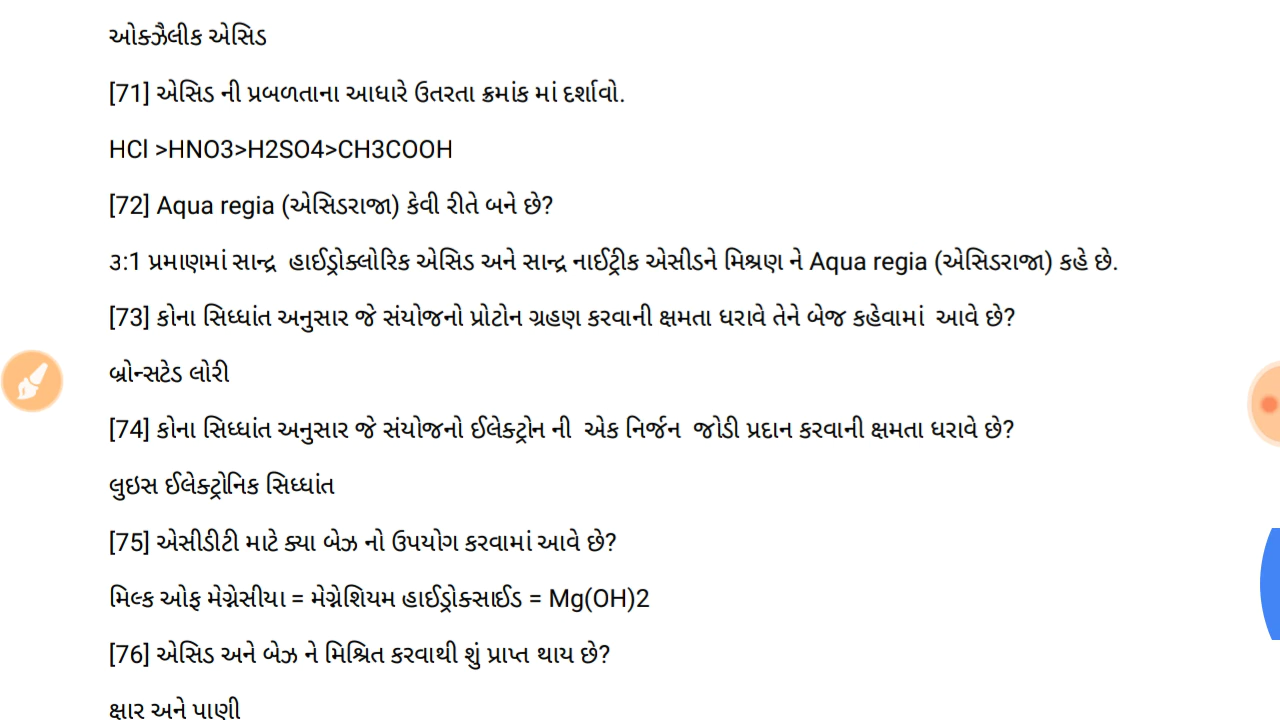 ઓક્ઝૈલીક એસિડ
[71] એસિડ ની પ્રબળતાના આધારે ઉતરતા ક્રમાંક માં દર્શાવો.
HCl >HNO3>H2SO4>CH3COOH
[72] Aqua regia (એસિડરાજા) કેવી રીતે બને છે?
૩:1 પ્રમાણમાં સાન્દ્ર  હાઈડ્રોક્લોરિક એસિડ અને સાન્દ્ર નાઈટ્રીક એસીડને મિશ્રણ ને Aqua regia (એસિડરાજા) કહે છે.
[73] કોના સિધ્ધાંત અનુસાર જે સંયોજનો પ્રોટોન ગ્રહણ કરવાની ક્ષમતા ધરાવે તેને બેજ કહેવામાં  આવે છે?
બ્રોન્સટેડ લોરી
[74] કોના સિધ્ધાંત અનુસાર જે સંયોજનો ઈલેક્ટ્રોન ની  એક નિર્જન  જોડી પ્રદાન કરવાની ક્ષમતા ધરાવે છે?
લુઇસ ઈલેક્ટ્રોનિક સિધ્ધાંત
[75] એસીડીટી માટે ક્યા બેઝ નો ઉપયોગ કરવામાં આવે છે?
મિલ્ક ઓફ મેગ્નેસીયા = મેગ્નેશિયમ હાઈડ્રોક્સાઈડ = Mg(OH)2
[76] એસિડ અને બેઝ ને મિશ્રિત કરવાથી શું પ્રાપ્ત થાય છે?
ક્ષાર અને પાણી